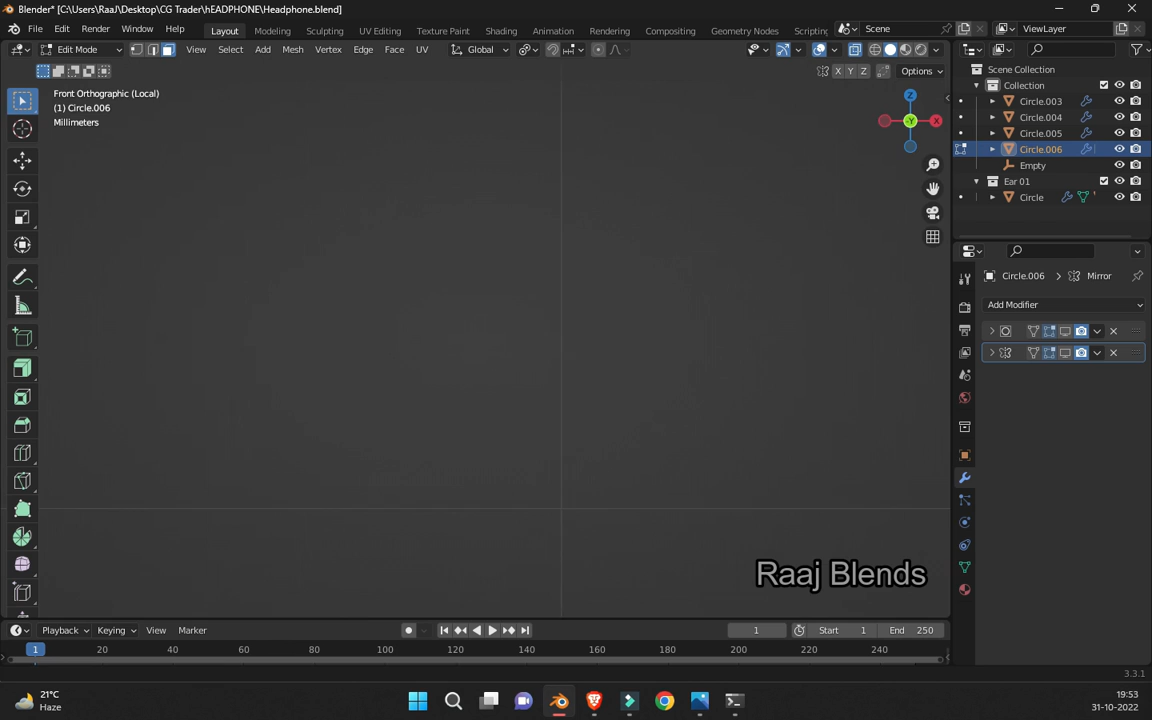 Blender* [C:\Users\RaaJ\Desktop\CG Trader\hEADPHONE\Headphone.blend]
File Edit Render Window Help Layout Modeling Sculpting UV Editing Texture Paint Shading Animation Rendering Compositing Geometry Nodes Scripting Scene ViewLayer
Edit Mode View Select Add Mesh Vertex Edge Face UV Global
X Y Z Options
Front Orthographic (Local)
(1) Circle.006
Millimeters
Z
X
-Y
Scene Collection
Collection
Circle.003
Circle.004
Circle.005
Circle.006
Empty
Ear 01
Circle
Circle.006 > Mirror
Add Modifier
Raaj Blends
Playback Keying View Marker 1 Start 1 End 250
1 20 40 60 80 100 120 140 160 180 200 220 240
3.3.1
21°C
Haze
19:53
31-10-2022